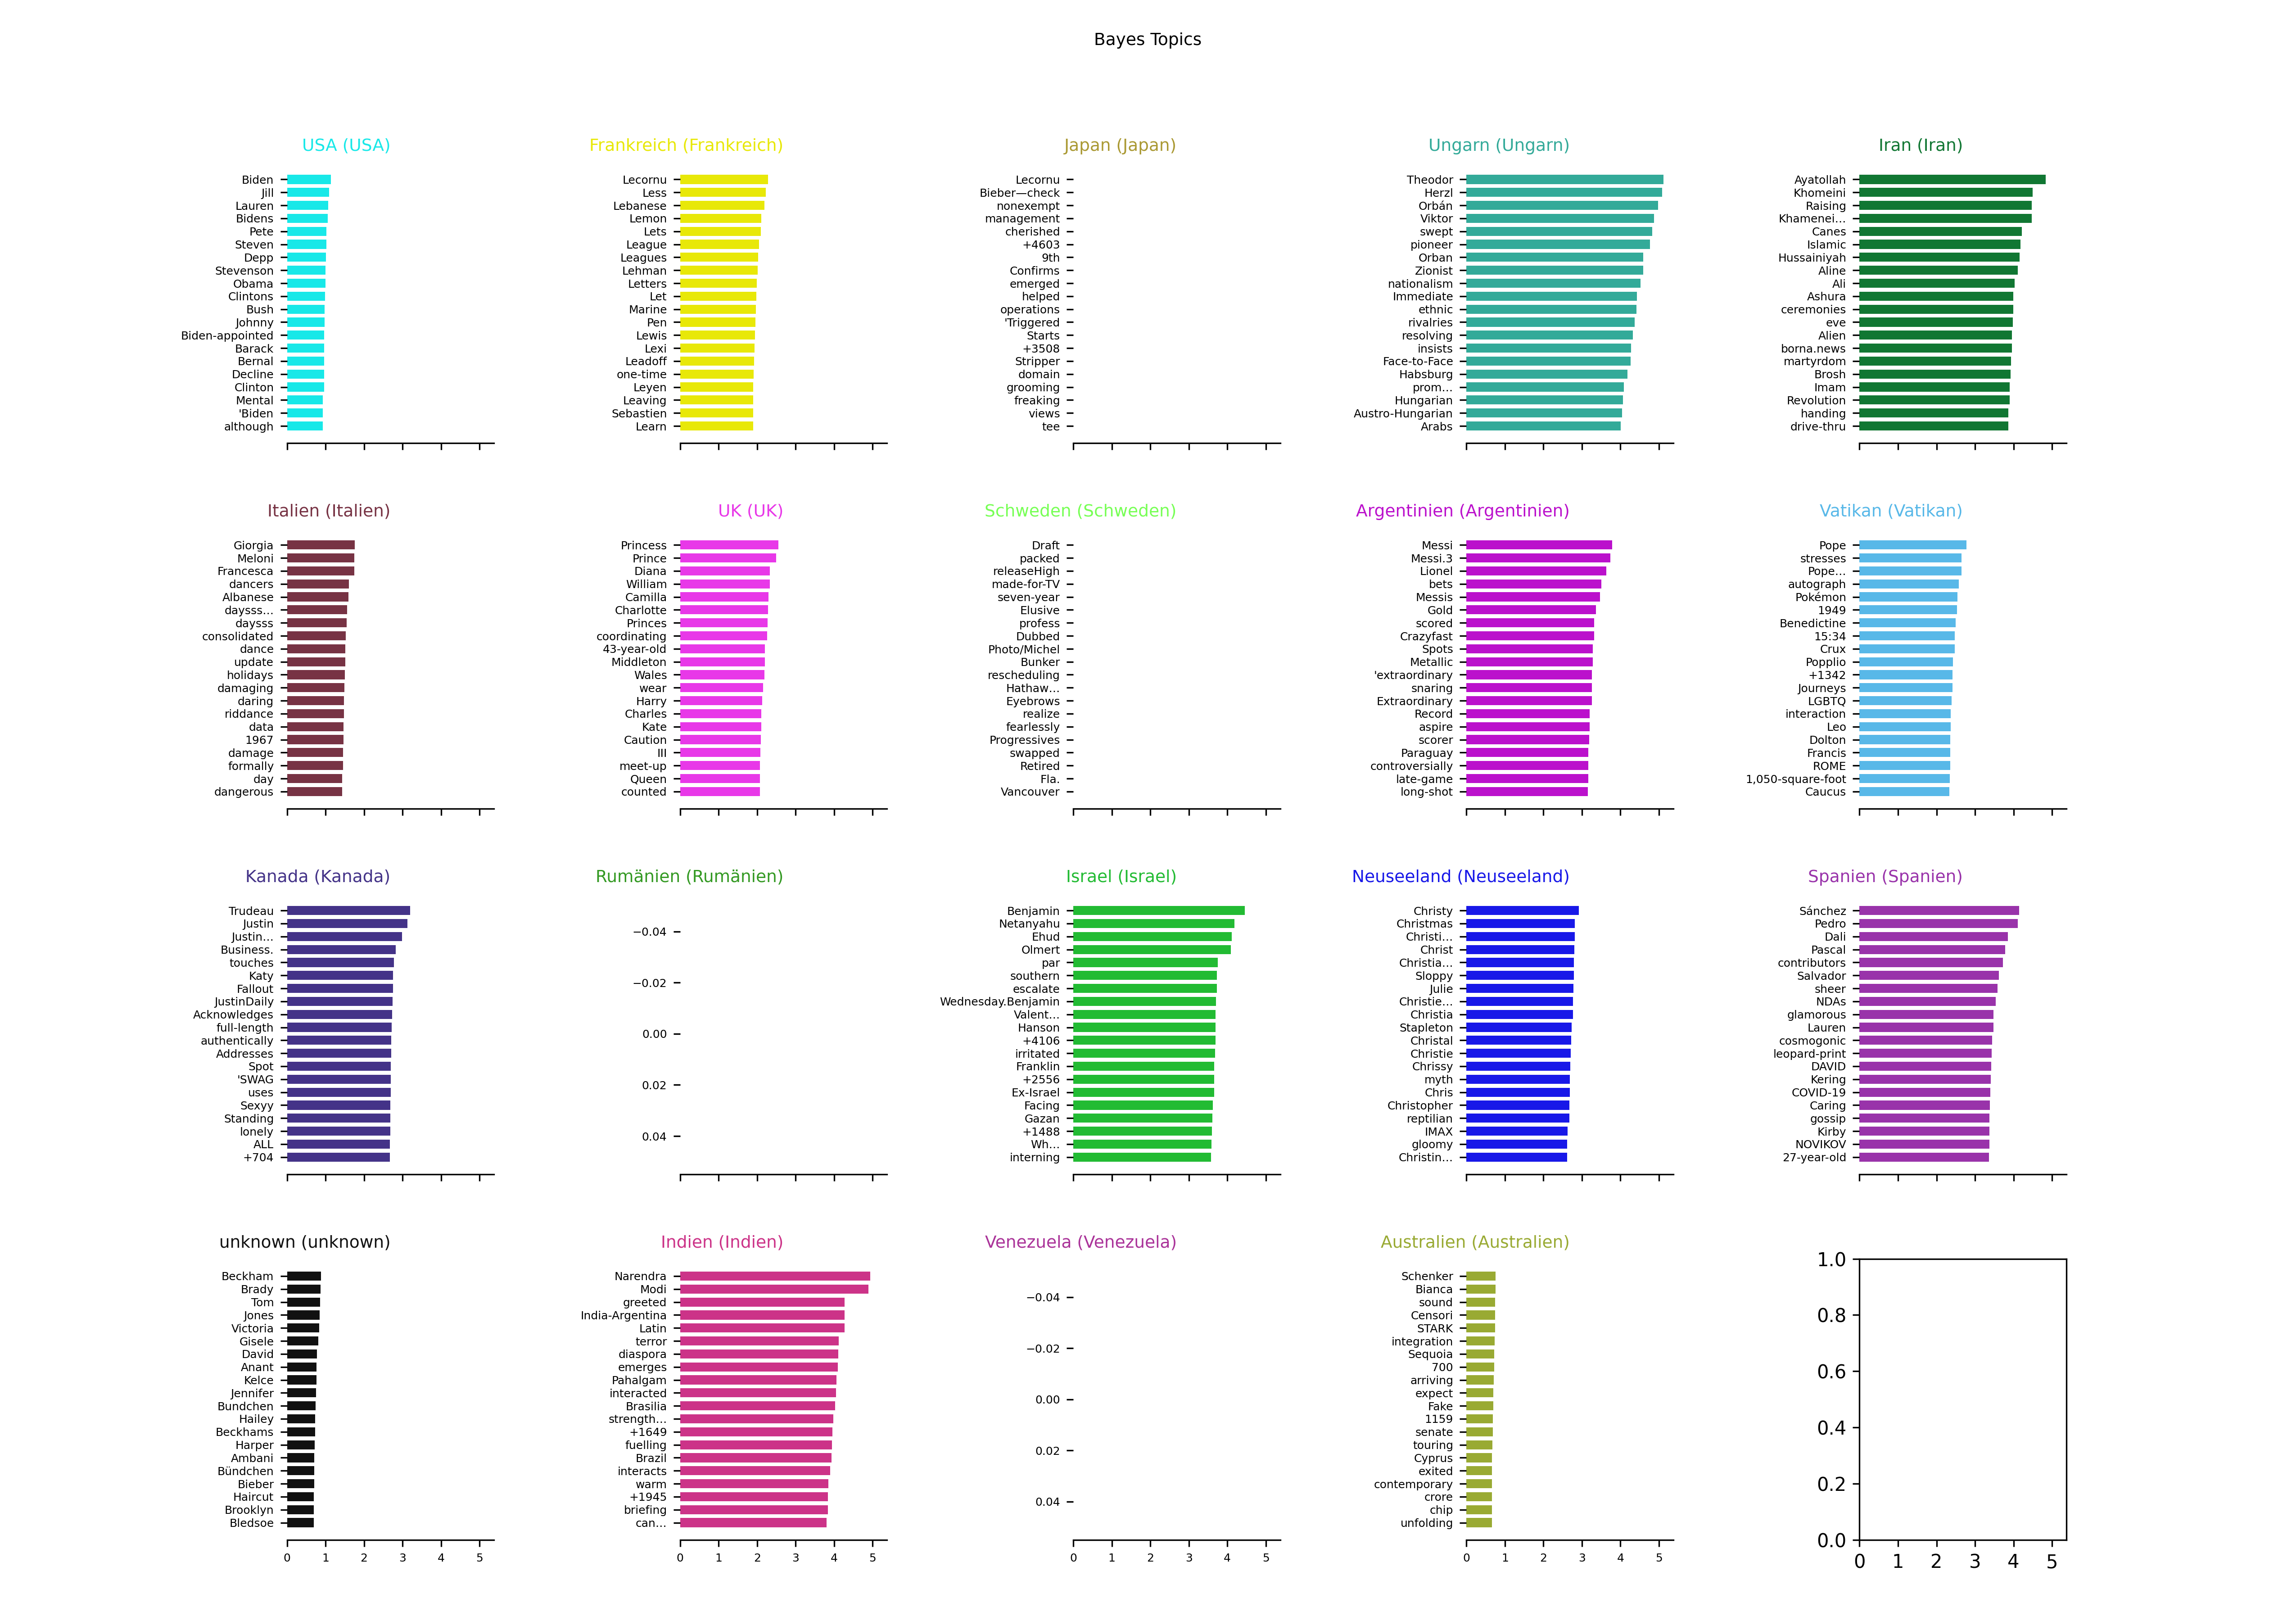 Bayes Topics
USA (USA)
Biden
Jill
Lauren
Bidens
Pete
Steven
Depp
Stevenson
Obama
Clintons
Bush
Johnny
Biden-appointed
Barack
Bernal
Decline
Clinton
Mental
'Biden
although
Frankreich (Frankreich)
Lecornu
Less
Lebanese
Lemon
Lets
League
Leagues
Lehman
Letters
Let
Marine
Pen
Lewis
Lexi
Leadoff
one-time
Leyen
Leaving
Sebastien
Learn
Japan (Japan)
Lecornu
Bieber—check
nonexempt
management
cherished
+4603
9th
Confirms
emerged
helped
operations
'Triggered
Starts
+3508
Stripper
domain
grooming
freaking
views
tee
Ungarn (Ungarn)
Theodor
Herzl
Orbán
Viktor
swept
pioneer
Orban
Zionist
nationalism
Immediate
ethnic
rivalries
resolving
insists
Face-to-Face
Habsburg
prom…
Hungarian
Austro-Hungarian
Arabs
Iran (Iran)
Ayatollah
Khomeini
Raising
Khamenei…
Canes
Islamic
Hussainiyah
Aline
Ali
Ashura
ceremonies
eve
Alien
borna.news
martyrdom
Brosh
Imam
Revolution
handing
drive-thru
Italien (Italien)
Giorgia
Meloni
Francesca
dancers
Albanese
daysss…
daysss
consolidated
dance
update
holidays
damaging
daring
riddance
data
1967
damage
formally
day
dangerous
UK (UK)
Princess
Prince
Diana
William
Camilla
Charlotte
Princes
coordinating
43-year-old
Middleton
Wales
wear
Harry
Charles
Kate
Caution
III
meet-up
Queen
counted
Schweden (Schweden)
Draft
packed
releaseHigh
made-for-TV
seven-year
Elusive
profess
Dubbed
Photo/Michel
Bunker
rescheduling
Hathaw…
Eyebrows
realize
fearlessly
Progressives
swapped
Retired
Fla.
Vancouver
Argentinien (Argentinien)
Messi
Messi.3
Lionel
bets
Messis
Gold
scored
Crazyfast
Spots
Metallic
'extraordinary
snaring
Extraordinary
Record
aspire
scorer
Paraguay
controversially
late-game
long-shot
Vatikan (Vatikan)
Pope
stresses
Pope…
autograph
Pokémon
1949
Benedictine
15:34
Crux
Popplio
+1342
Journeys
LGBTQ
interaction
Leo
Dolton
Francis
ROME
1,050-square-foot
Caucus
Kanada (Kanada)
Trudeau
Justin
Justin…
Business.
touches
Katy
Fallout
JustinDaily
Acknowledges
full-length
authentically
Addresses
Spot
'SWAG
uses
Sexyy
Standing
lonely
ALL
+704
Rumänien (Rumänien)
−0.04
−0.02
0.00
0.02
0.04
Israel (Israel)
Benjamin
Netanyahu
Ehud
Olmert
par
southern
escalate
Wednesday.Benjamin
Valent…
Hanson
+4106
irritated
Franklin
+2556
Ex-Israel
Facing
Gazan
+1488
Wh…
interning
Neuseeland (Neuseeland)
Christy
Christmas
Christi…
Christ
Christia…
Sloppy
Julie
Christie…
Christia
Stapleton
Christal
Christie
Chrissy
myth
Chris
Christopher
reptilian
IMAX
gloomy
Christin…
Spanien (Spanien)
Sánchez
Pedro
Dali
Pascal
contributors
Salvador
sheer
NDAs
glamorous
Lauren
cosmogonic
leopard-print
DAVID
Kering
COVID-19
Caring
gossip
Kirby
NOVIKOV
27-year-old
unknown (unknown)
Beckham
Brady
Tom
Jones
Victoria
Gisele
David
Anant
Kelce
Jennifer
Bundchen
Hailey
Beckhams
Harper
Ambani
Bündchen
Bieber
Haircut
Brooklyn
Bledsoe
0 1 2 3 4 5
Indien (Indien)
Narendra
Modi
greeted
India-Argentina
Latin
terror
diaspora
emerges
Pahalgam
interacted
Brasilia
strength…
+1649
fuelling
Brazil
interacts
warm
+1945
briefing
can…
0 1 2 3 4 5
Venezuela (Venezuela)
−0.04
−0.02
0.00
0.02
0.04
0 1 2 3 4 5
Australien (Australien)
Schenker
Bianca
sound
Censori
STARK
integration
Sequoia
700
arriving
expect
Fake
1159
senate
touring
Cyprus
exited
contemporary
crore
chip
unfolding
0 1 2 3 4 5
1.0
0.8
0.6
0.4
0.2
0.0
0 1 2 3 4 5